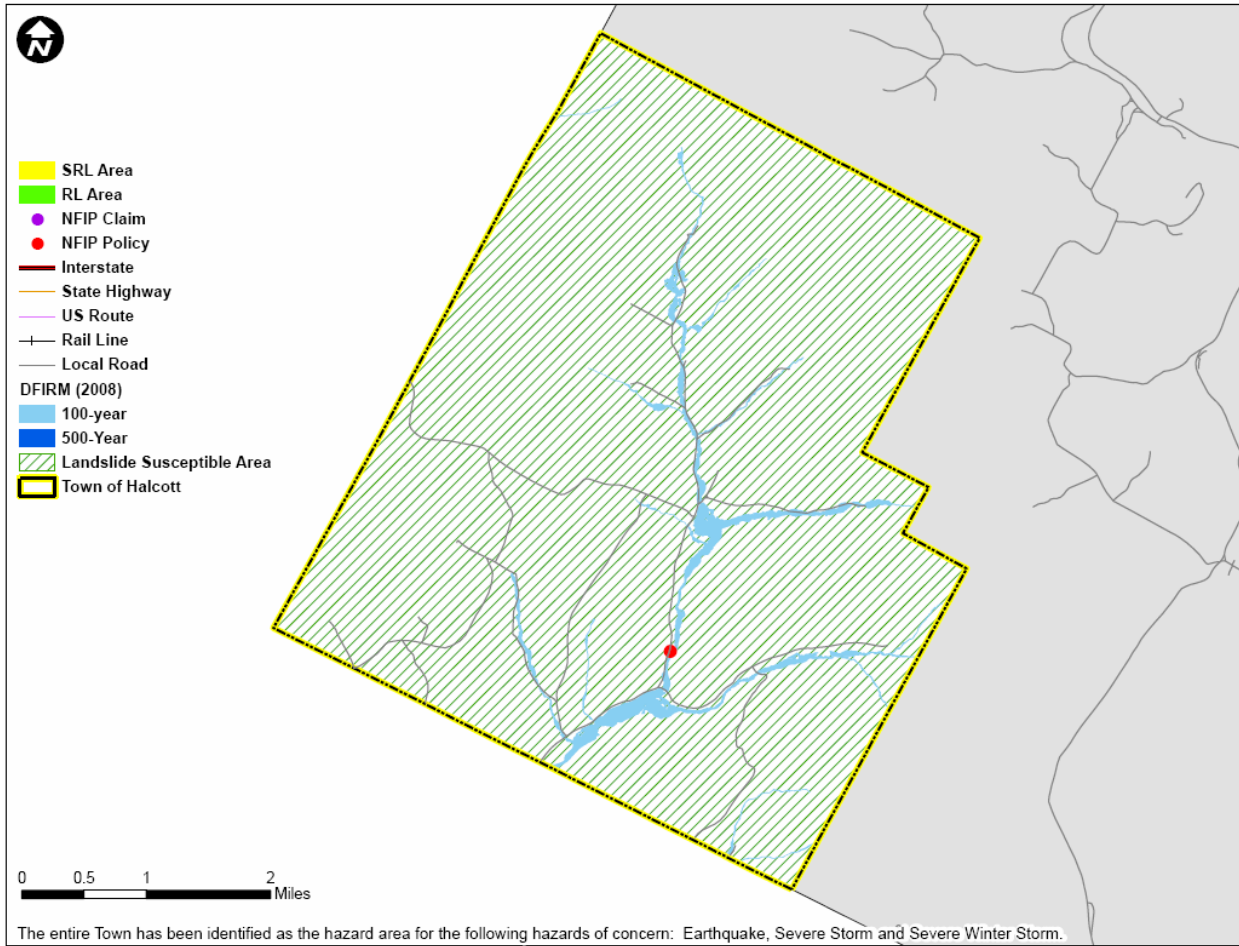 N
SRL Area
RL Area
NFIP Claim
NFIP Policy
Interstate
State Highway
US Route
Rail Line
Local Road
DFIRM (2008)
100-year
500-Year
Landslide Susceptible Area
Town of Halcott
0 0.5 1 2
Miles
The entire Town has been identified as the hazard area for the following hazards of concern: Earthquake, Severe Storm and Severe Winter Storm.